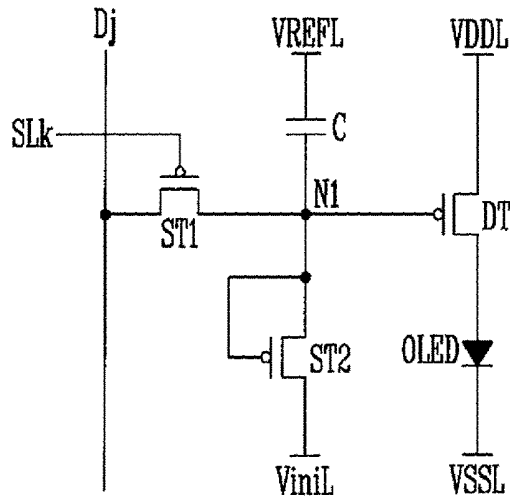 Dj
VREFL
VDDL
SLk
C
N1
ST1
DT
OLED
ST2
ViniL
VSSL